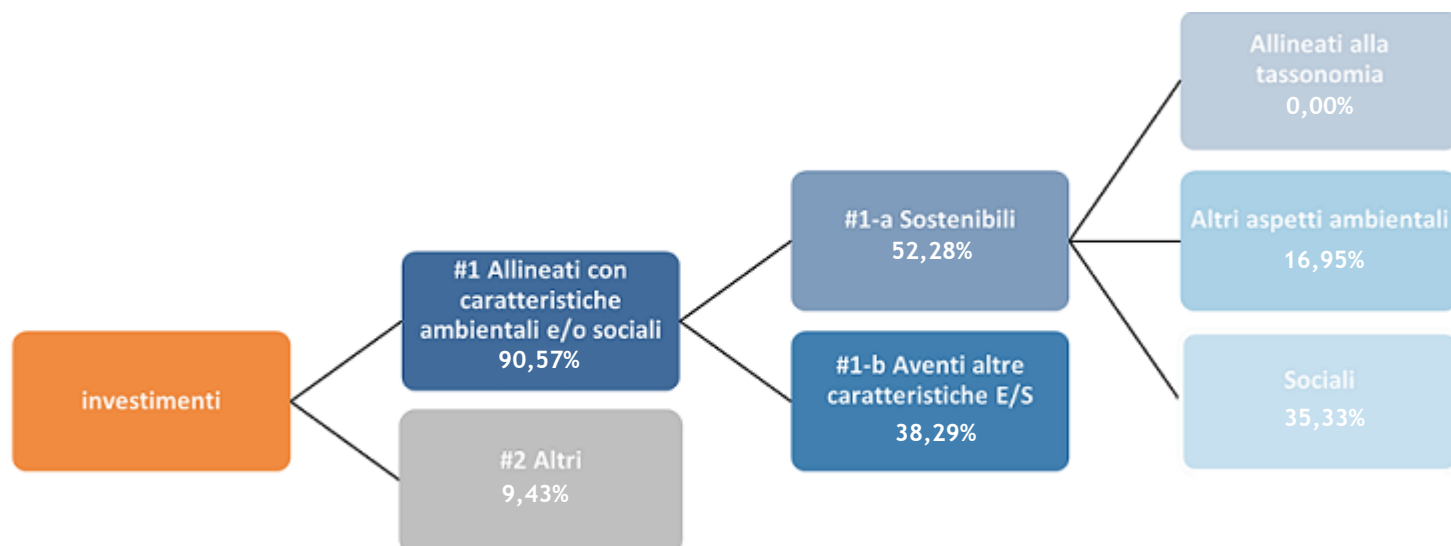 investimenti
#1 Allineati con
caratteristiche
ambientali e/o sociali
90,57%
#2 Altri
9,43%
#1-a Sostenibili
52,28%
#1-b Aventi altre
caratteristiche E/S
38,29%
Allineati alla
tassonomia
0,00%
Altri aspetti ambientali
16,95%
Sociali
35,33%